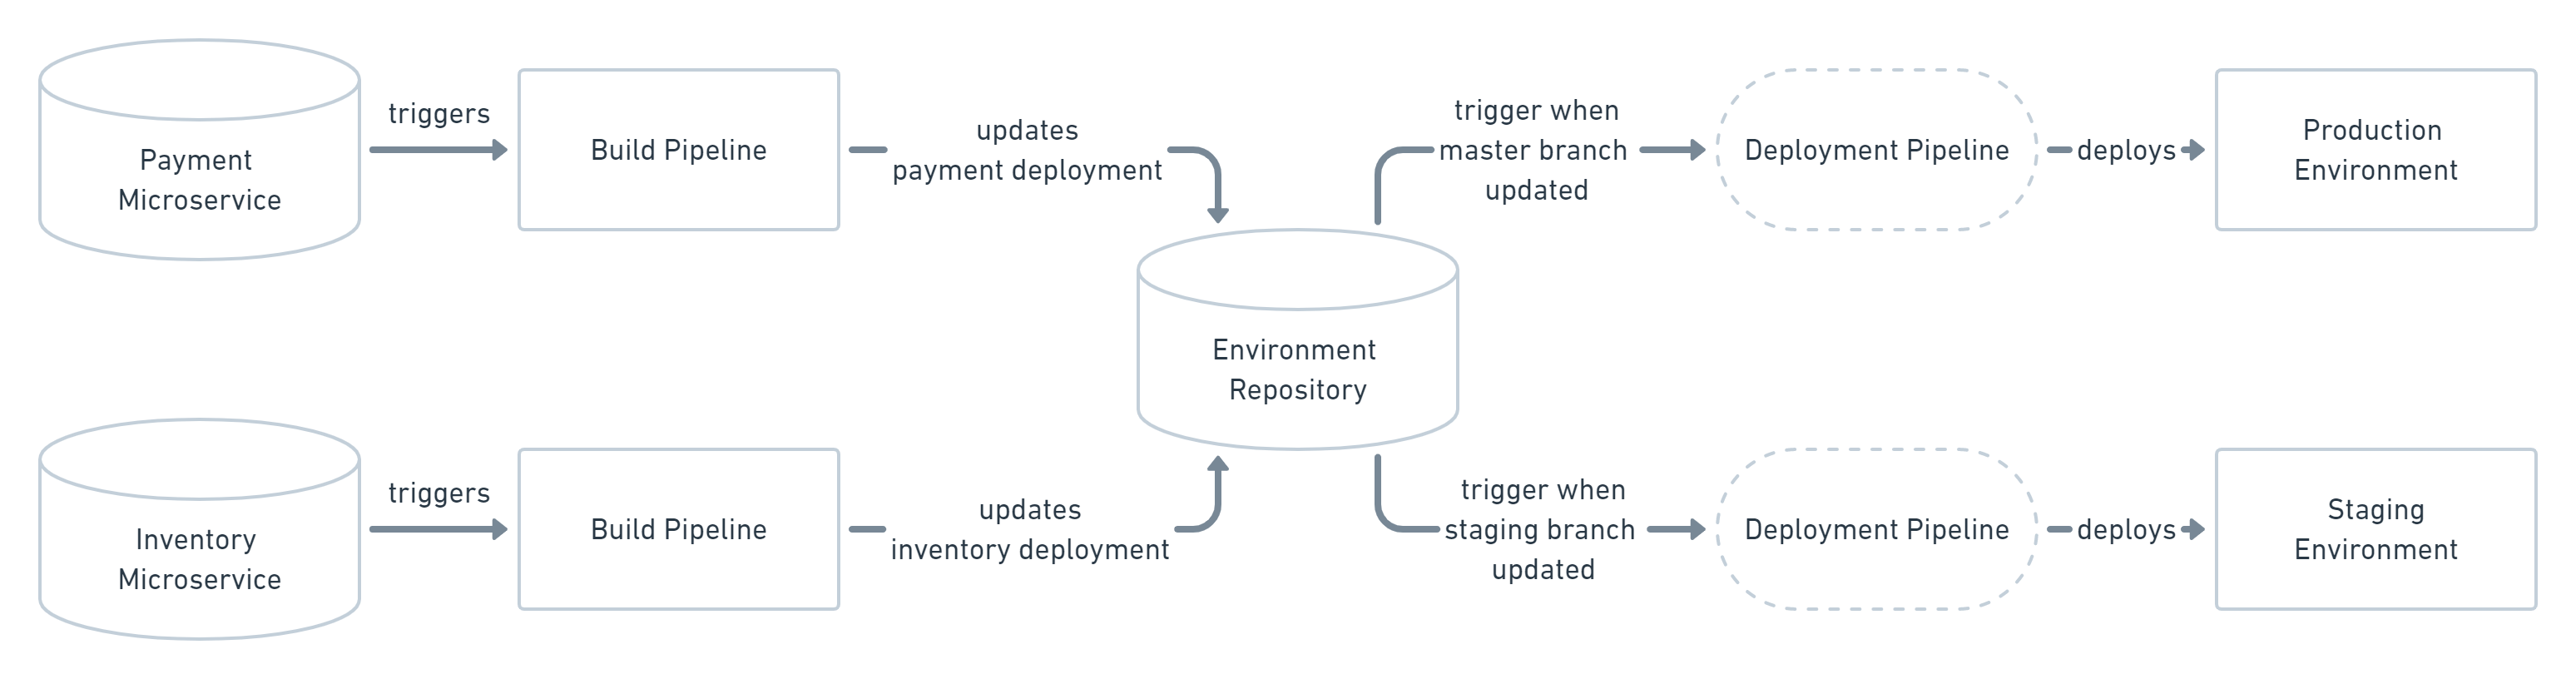 Payment
Microservice
triggers
Build Pipeline
updates
payment deployment
trigger when
master branch
updated
Deployment Pipeline
deploys
Production
Environment
Environment
Repository
Inventory
Microservice
triggers
Build Pipeline
updates
inventory deployment
trigger when
staging branch
updated
Deployment Pipeline
deploys
Staging
Environment